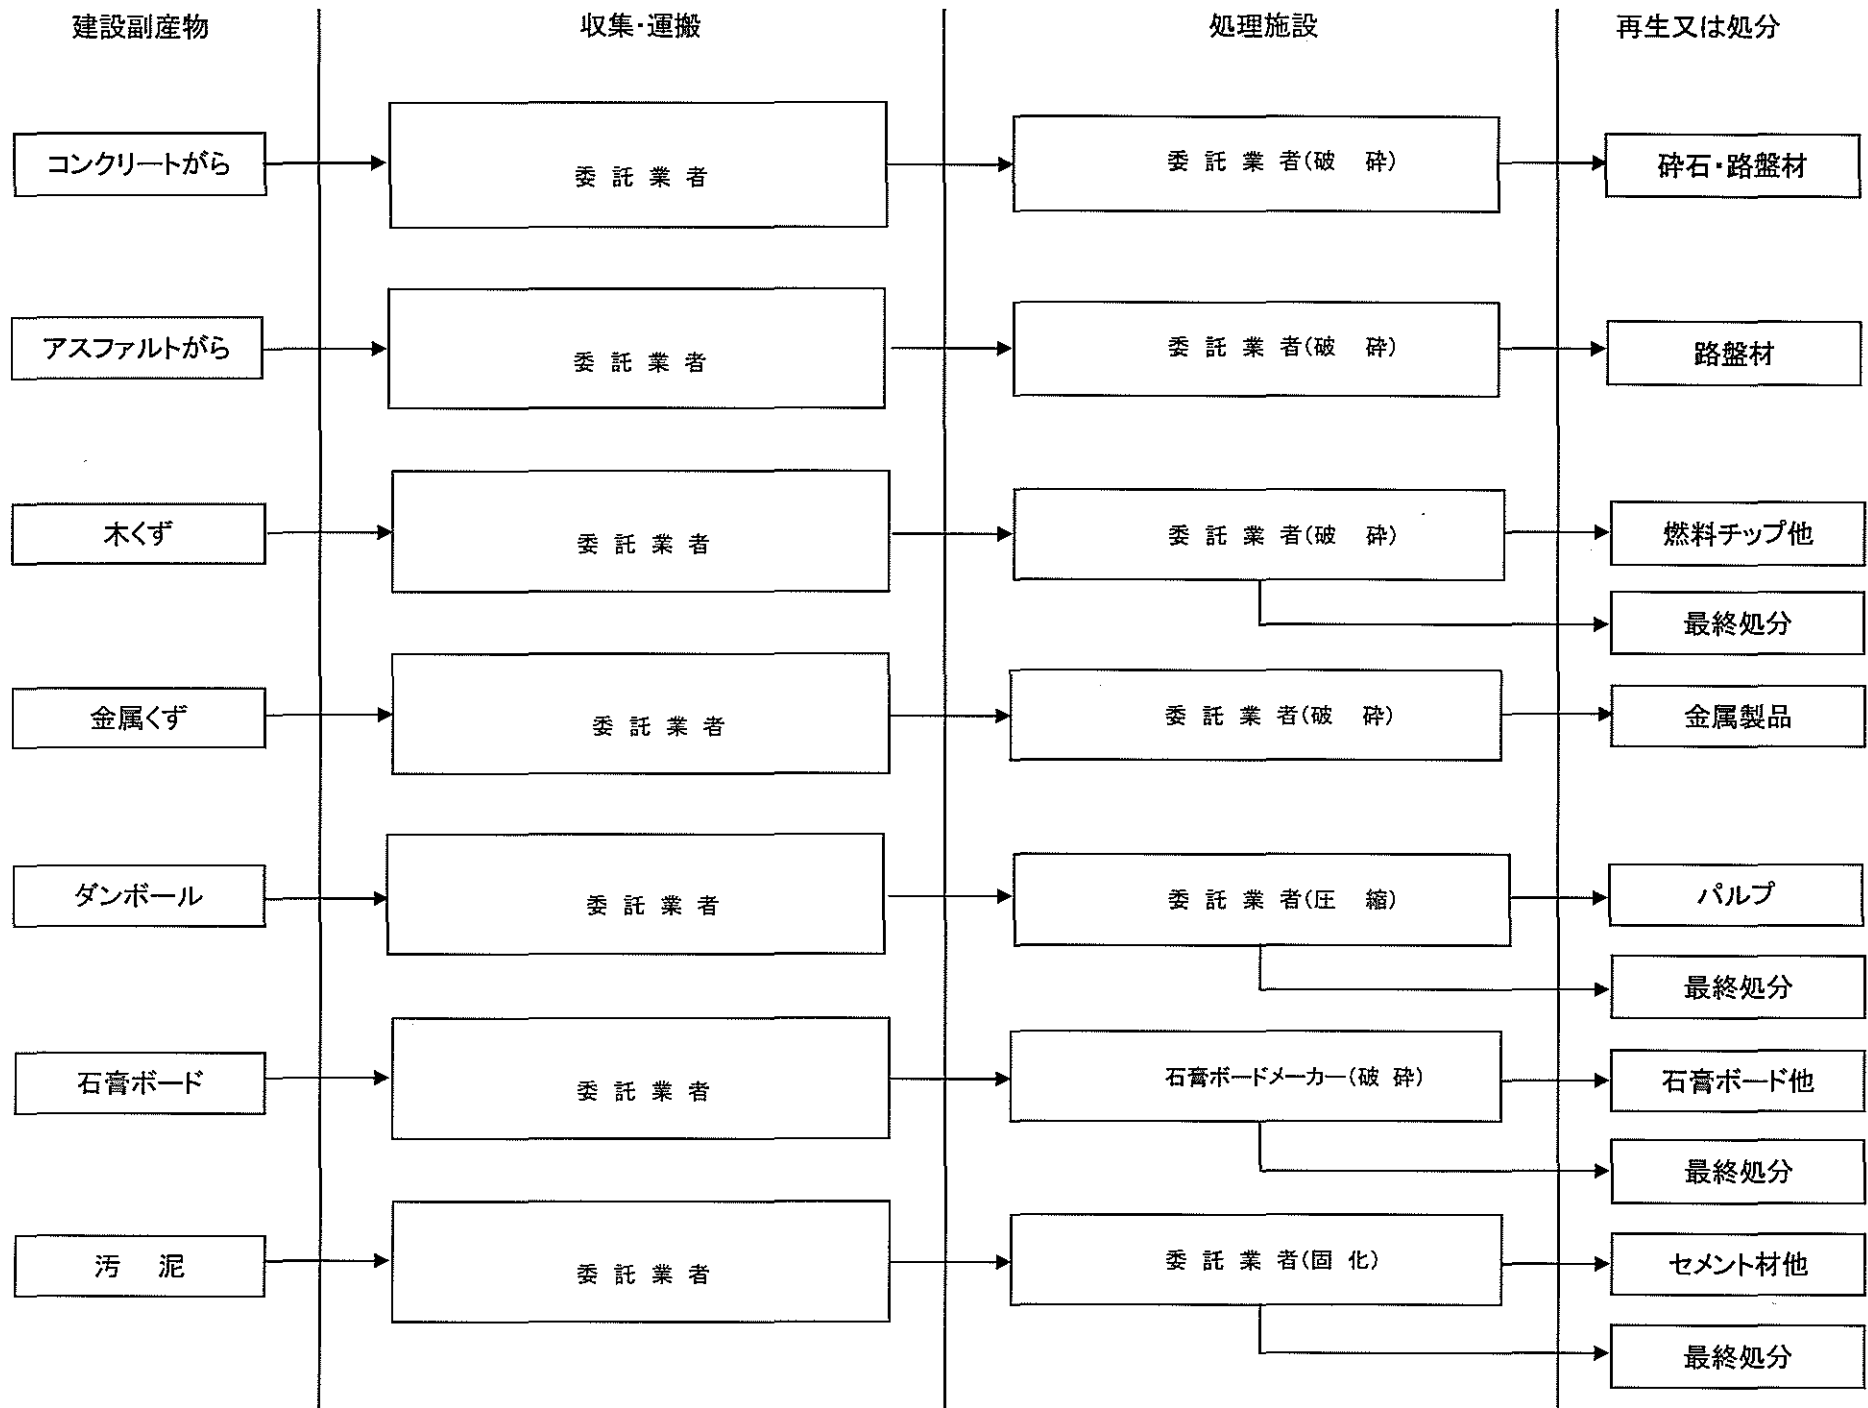 建設副産物
収集・運搬
処理施設
再生又は処分
コンクリートがら
委託業者
委託業者(破 砕)
砕石・路盤材
アスファルトがら
委託業者
委託業者(破 砕)
路盤材
木くず
委託業者
委託業者(破 砕)
燃料チップ他
最終処分
金属くず
委託業者
委託業者(破 砕)
金属製品
ダンボール
委託業者
委託業者(圧 縮)
パルプ
最終処分
石膏ボード
委託業者
石膏ボードメーカー(破 砕)
石膏ボード他
最終処分
汚 泥
委託業者
委託業者(固 化)
セメント材他
最終処分